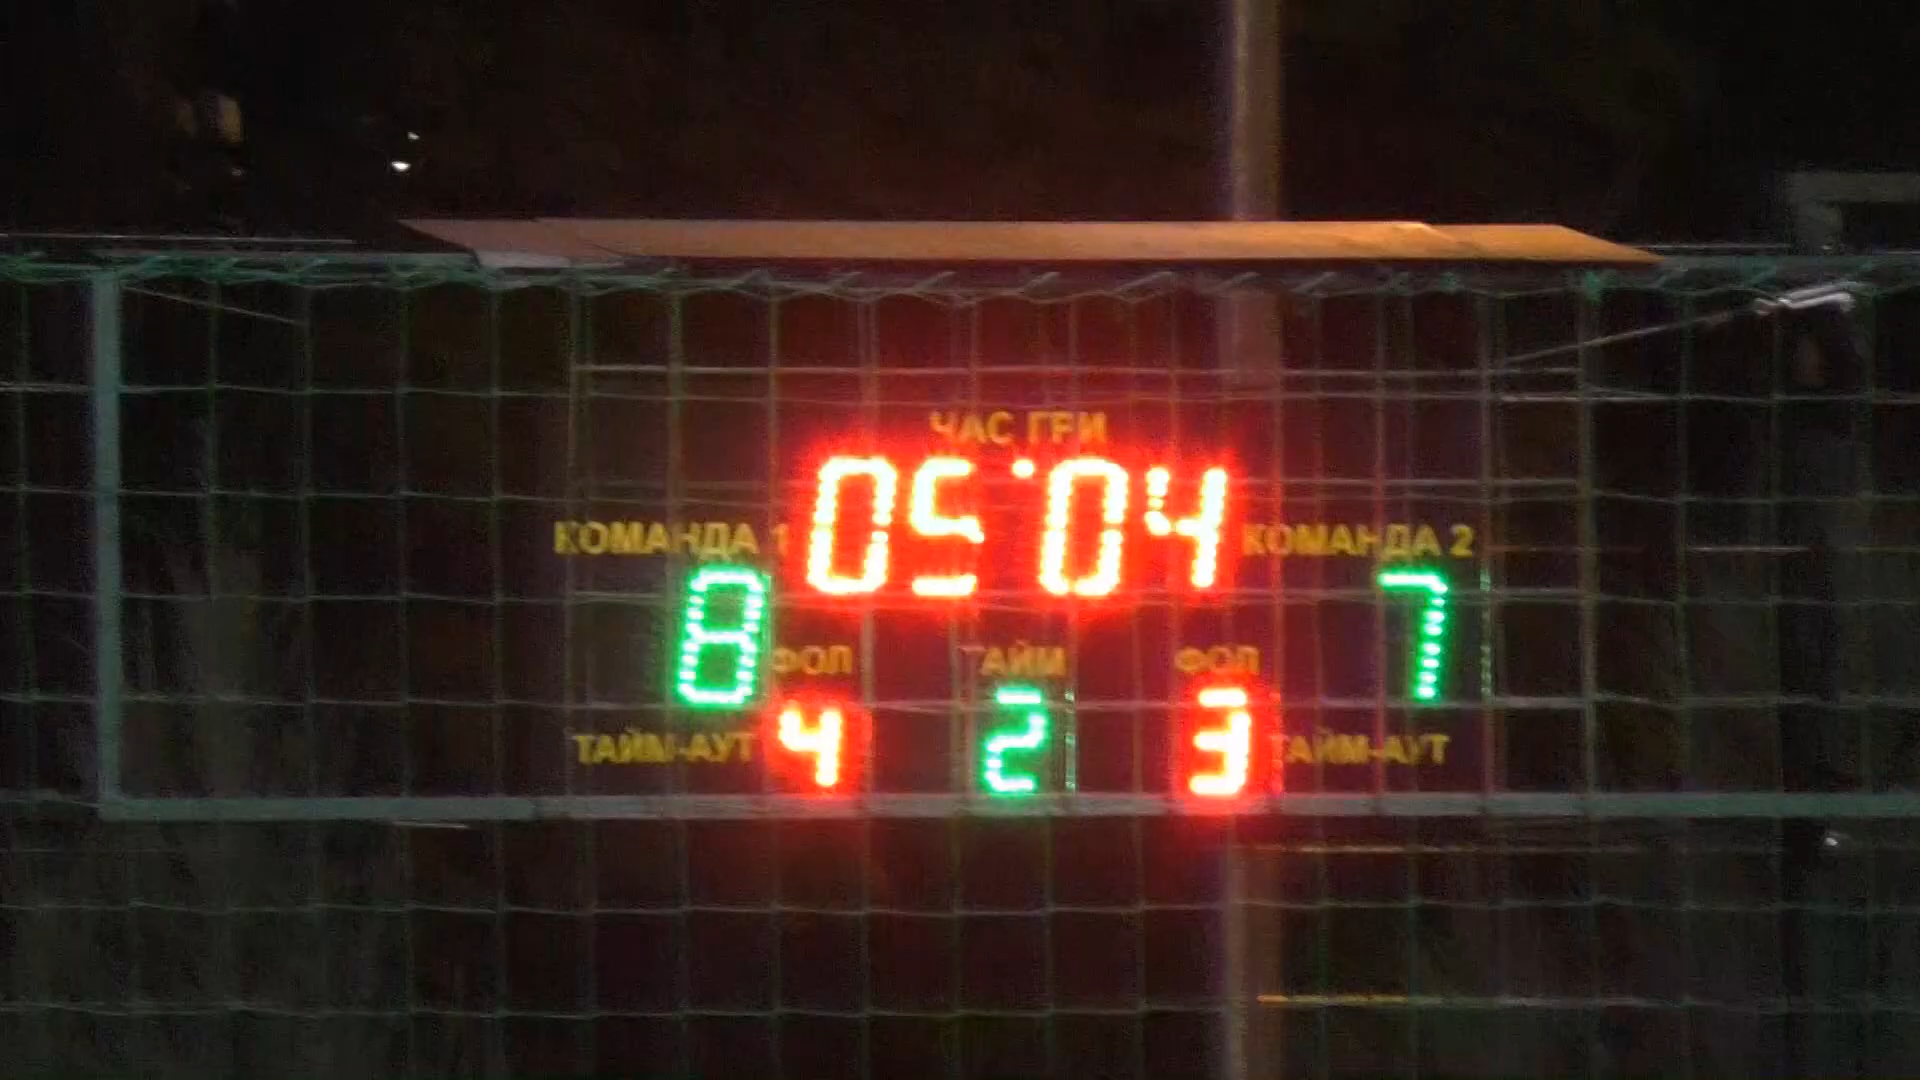 ЧАС ГРИ
05:04
КОМАНДА 1
КОМАНДА 2
8
7
ФОЛ
ТАЙМ
ФОЛ
4
2
3
ТАЙМ-АУТ
ТАЙМ-АУТ